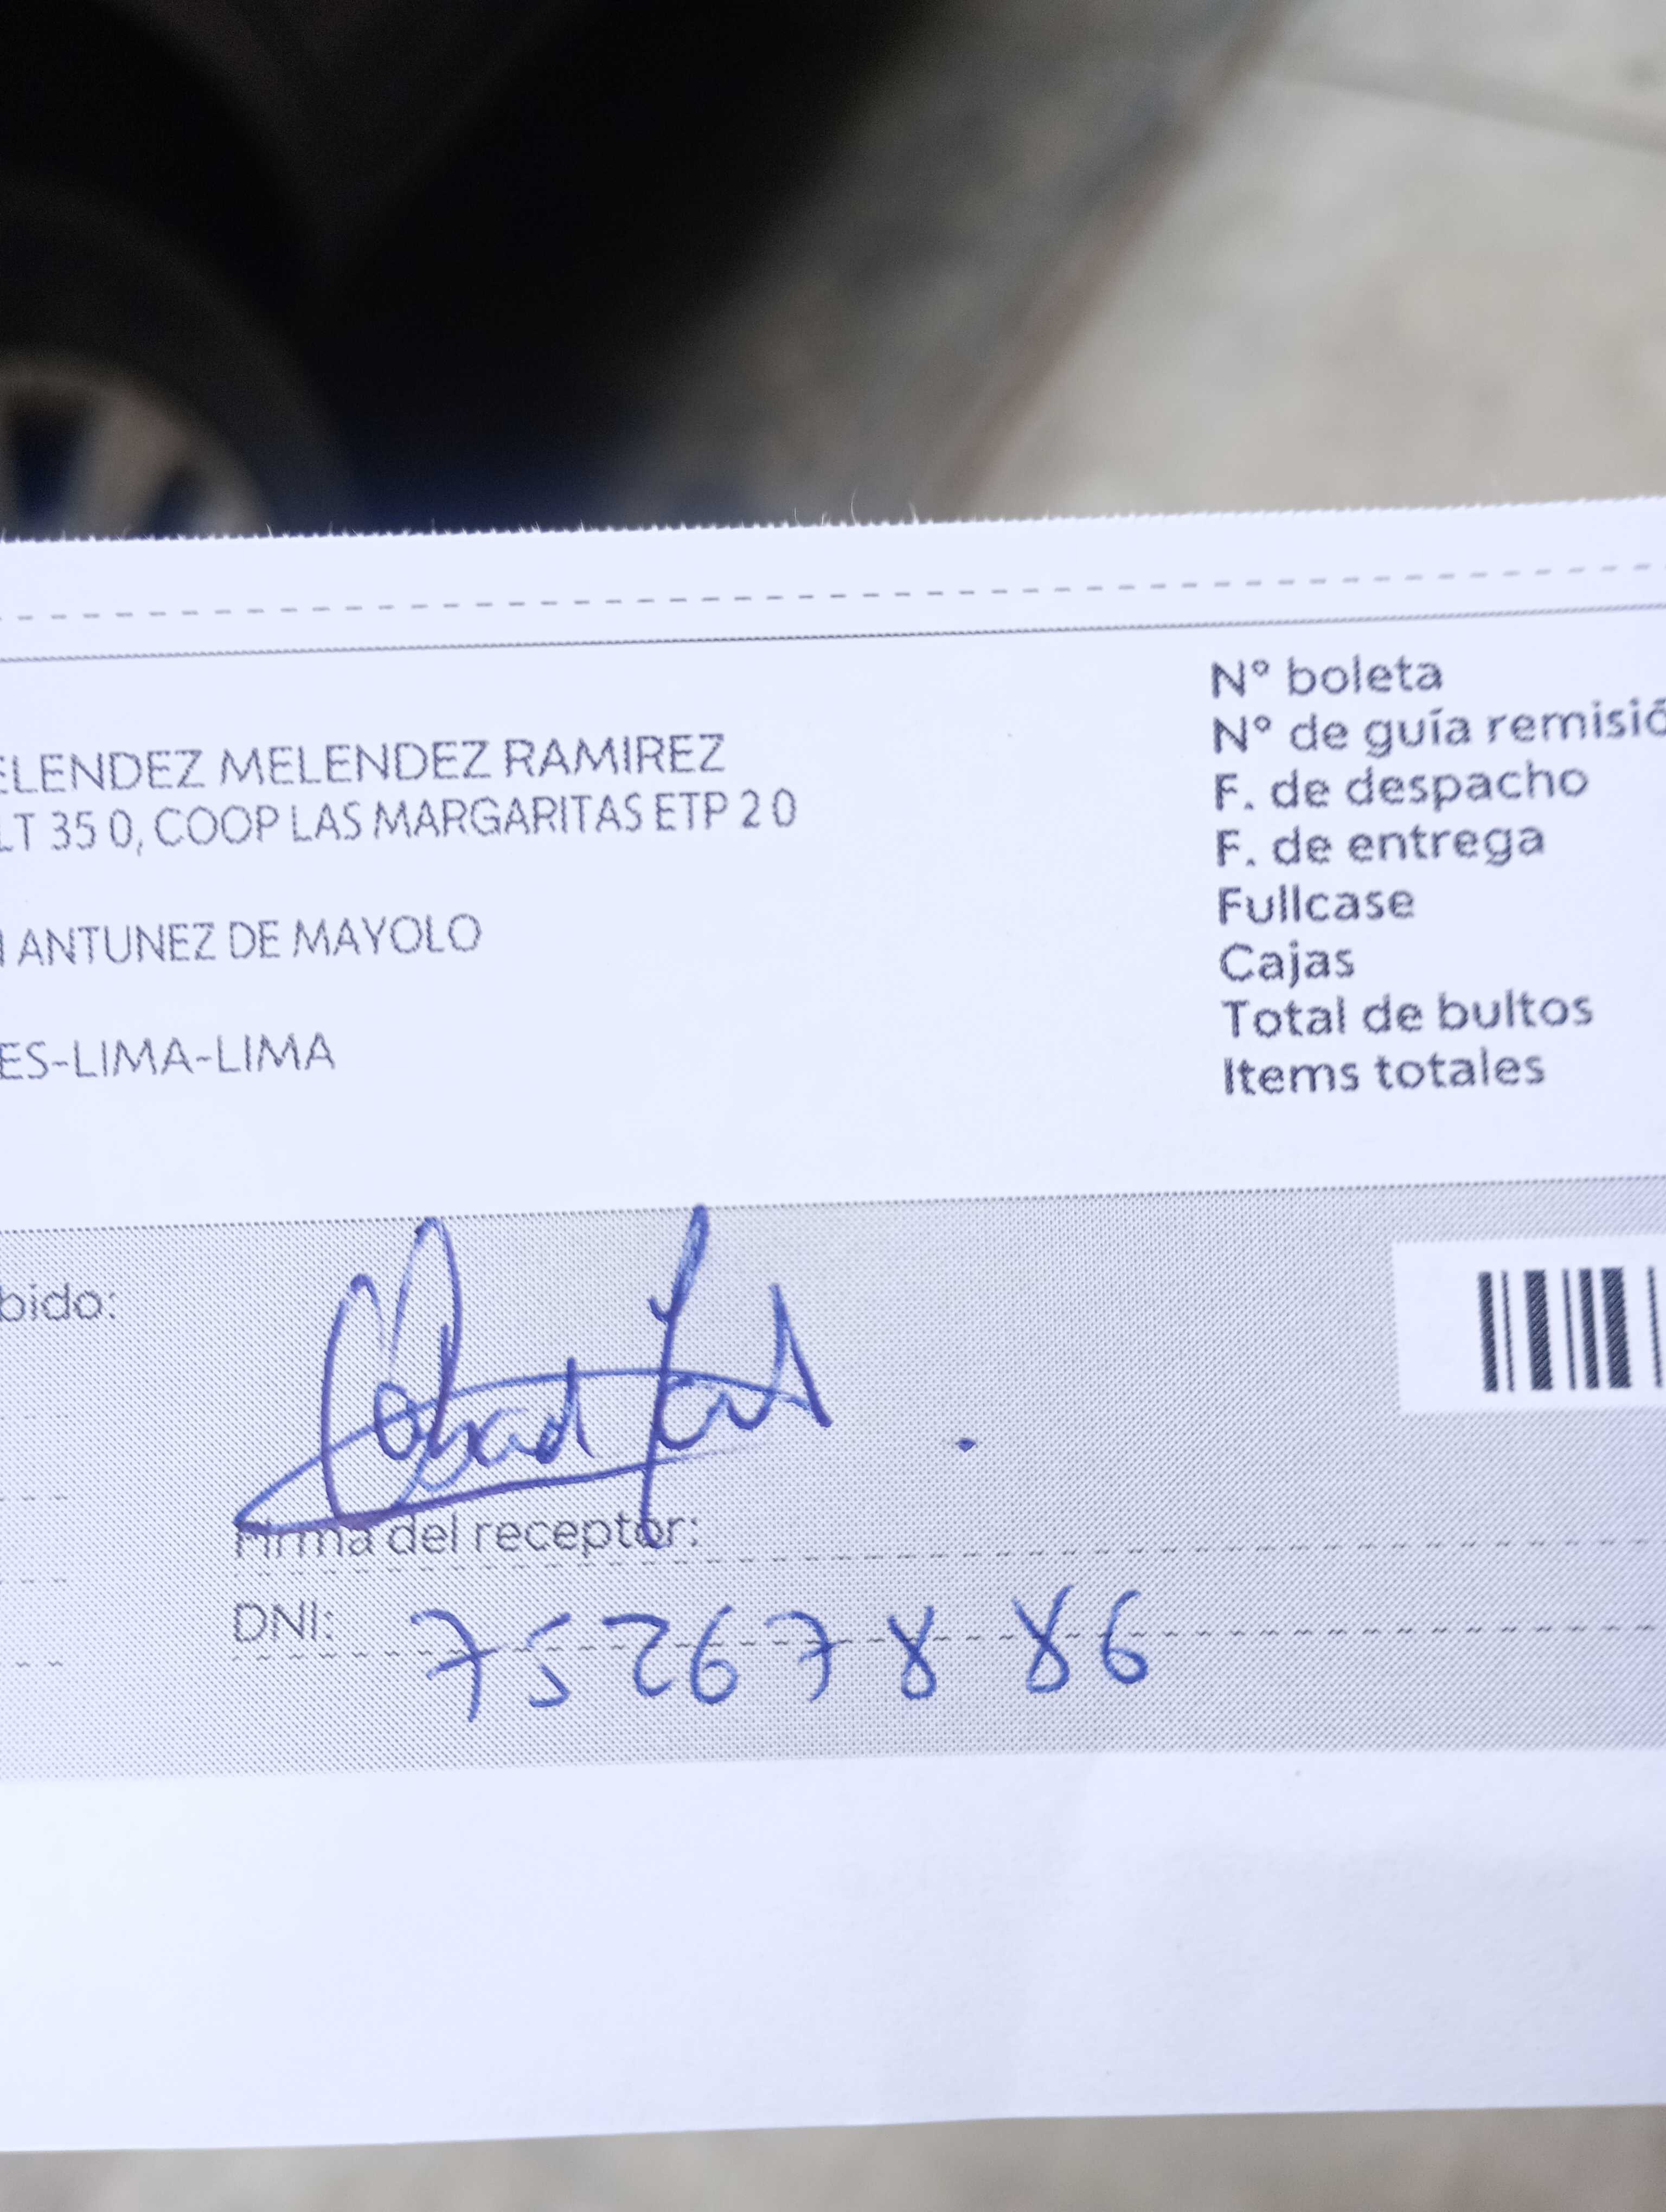 ELENDEZ MELENDEZ RAMIREZ
LT 35 0, COOP LAS MARGARITAS ETP 2 0
ANTUNEZ DE MAYOLO
ES-LIMA-LIMA
N° boleta
N° de guía remisió
F. de despacho
F. de entrega
Fullcase
Cajas
Total de bultos
Items totales
bido:
Firma del receptor:
DNI: 75267886